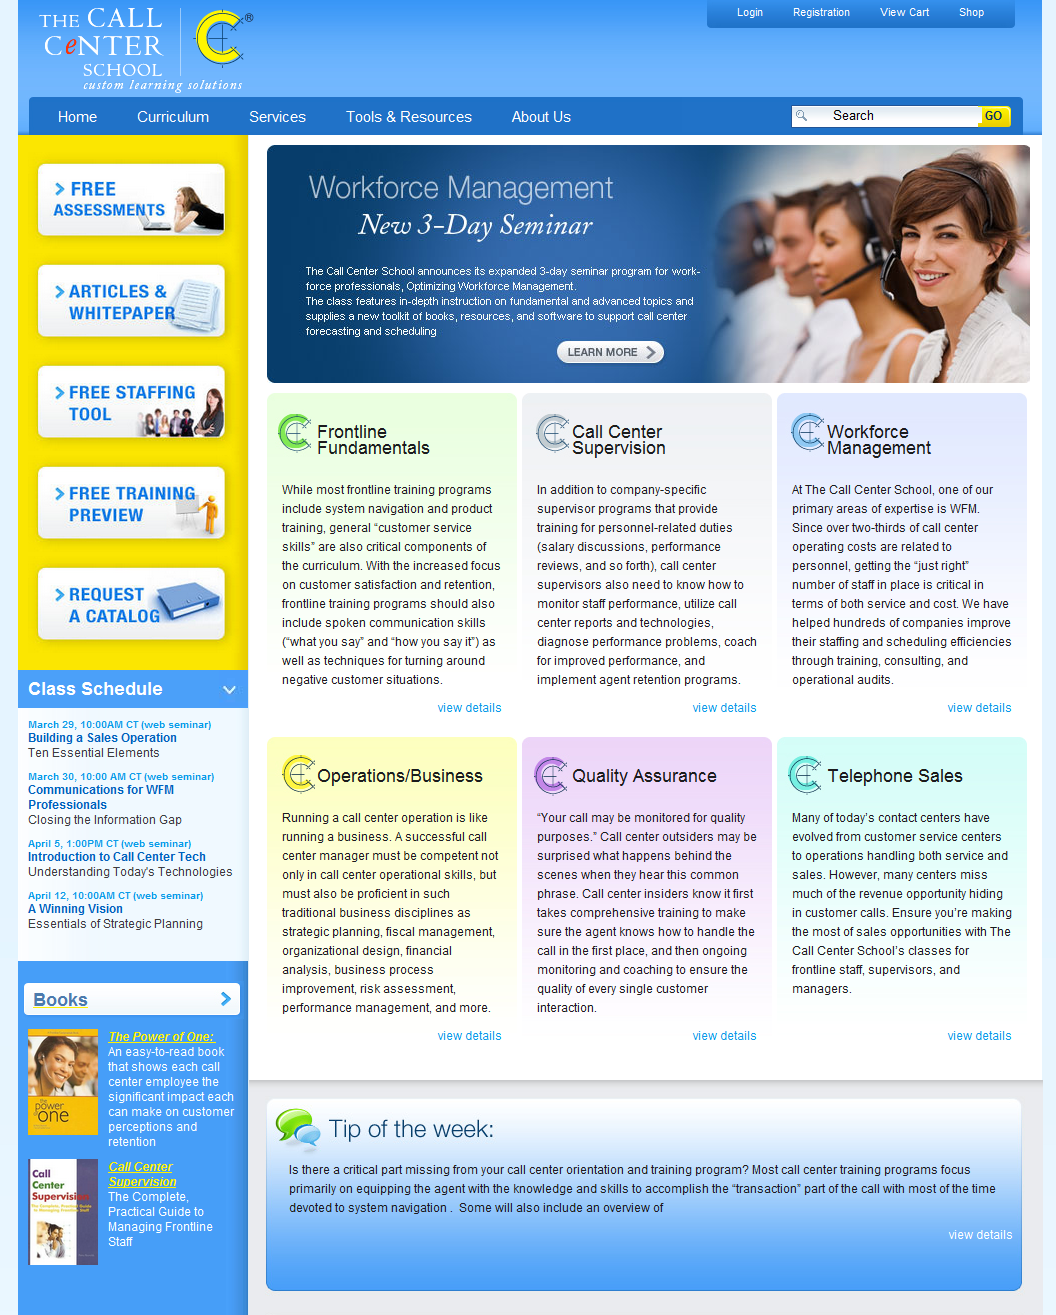 THE CALL
CeNTER
SCHOOL
custom learning solutions
®
Login
Registration
View Cart
Shop
Home
Curriculum
Services
Tools & Resources
About Us
Search
GO
FREE
ASSESSMENTS
ARTICLES &
WHITEPAPER
FREE STAFFING
TOOL
FREE TRAINING
PREVIEW
REQUEST
A CATALOG
Class Schedule
March 29, 10:00AM CT (web seminar)
Building a Sales Operation
Ten Essential Elements
March 30, 10:00 AM CT (web seminar)
Communications for WFM
Professionals
Closing the Information Gap
April 5, 1:00PM CT (web seminar)
Introduction to Call Center Tech
Understanding Today's Technologies
April 12, 10:00AM CT (web seminar)
A Winning Vision
Essentials of Strategic Planning
Books
the
power
of one
The Power of One:
An easy-to-read book
that shows each call
center employee the
significant impact each
can make on customer
perceptions and
retention
Call
Center
Supervision
Call Center
Supervision
The Complete,
Practical Guide to
Managing Frontline
Staff
Workforce Management
New 3-Day Seminar
The Call Center School announces its expanded 3-day seminar program for work-
force professionals, Optimizing Workforce Management.
The class features in-depth instruction on fundamental and advanced topics and
supplies a new toolkit of books, resources, and software to support call center
forecasting and scheduling
LEARN MORE
Frontline
Fundamentals
While most frontline training programs
include system navigation and product
training, general “customer service
skills” are also critical components of
the curriculum. With the increased focus
on customer satisfaction and retention,
frontline training programs should also
include spoken communication skills
(“what you say” and “how you say it”) as
well as techniques for turning around
negative customer situations.
view details
Call Center
Supervision
In addition to company-specific
supervisor programs that provide
training for personnel-related duties
(salary discussions, performance
reviews, and so forth), call center
supervisors also need to know how to
monitor staff performance, utilize call
center reports and technologies,
diagnose performance problems, coach
for improved performance, and
implement agent retention programs.
view details
Workforce
Management
At The Call Center School, one of our
primary areas of expertise is WFM.
Since over two-thirds of call center
operating costs are related to
personnel, getting the “just right”
number of staff in place is critical in
terms of both service and cost. We have
helped hundreds of companies improve
their staffing and scheduling efficiencies
through training, consulting, and
operational audits.
view details
Operations/Business
Running a call center operation is like
running a business. A successful call
center manager must be competent not
only in call center operational skills, but
must also be proficient in such
traditional business disciplines as
strategic planning, fiscal management,
organizational design, financial
analysis, business process
improvement, risk assessment,
performance management, and more.
view details
Quality Assurance
“Your call may be monitored for quality
purposes.” Call center outsiders may be
surprised what happens behind the
scenes when they hear this common
phrase. Call center insiders know it first
takes comprehensive training to make
sure the agent knows how to handle the
call in the first place, and then ongoing
monitoring and coaching to ensure the
quality of every single customer
interaction.
view details
Telephone Sales
Many of today’s contact centers have
evolved from customer service centers
to operations handling both service and
sales. However, many centers miss
much of the revenue opportunity hiding
in customer calls. Ensure you’re making
the most of sales opportunities with The
Call Center School’s classes for
frontline staff, supervisors, and
managers.
view details
Tip of the week:
Is there a critical part missing from your call center orientation and training program? Most call center training programs focus
primarily on equipping the agent with the knowledge and skills to accomplish the “transaction” part of the call with most of the time
devoted to system navigation . Some will also include an overview of
view details